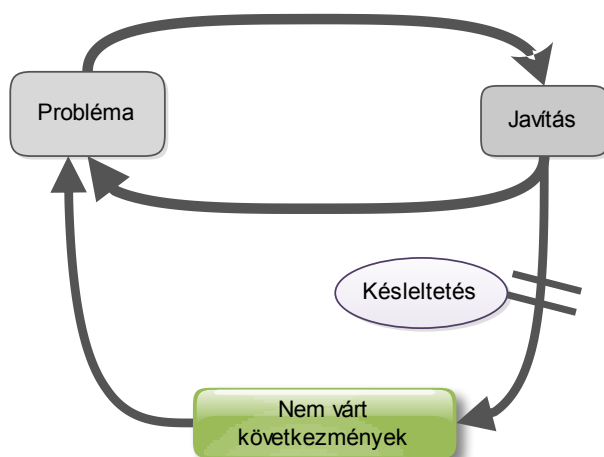 Probléma
Javítás
Késleltetés
Nem várt
következmények